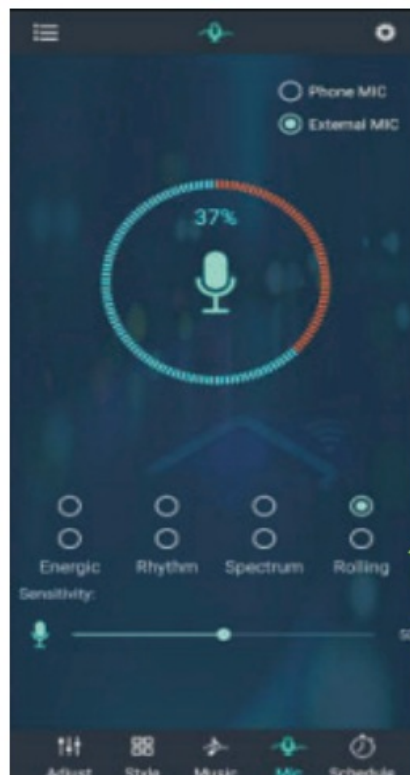 Phone MIC
External MIC
37%
Energic Rhythm Spectrum Rolling
Sensitivity:
Adjust Style Music Mic Schedule